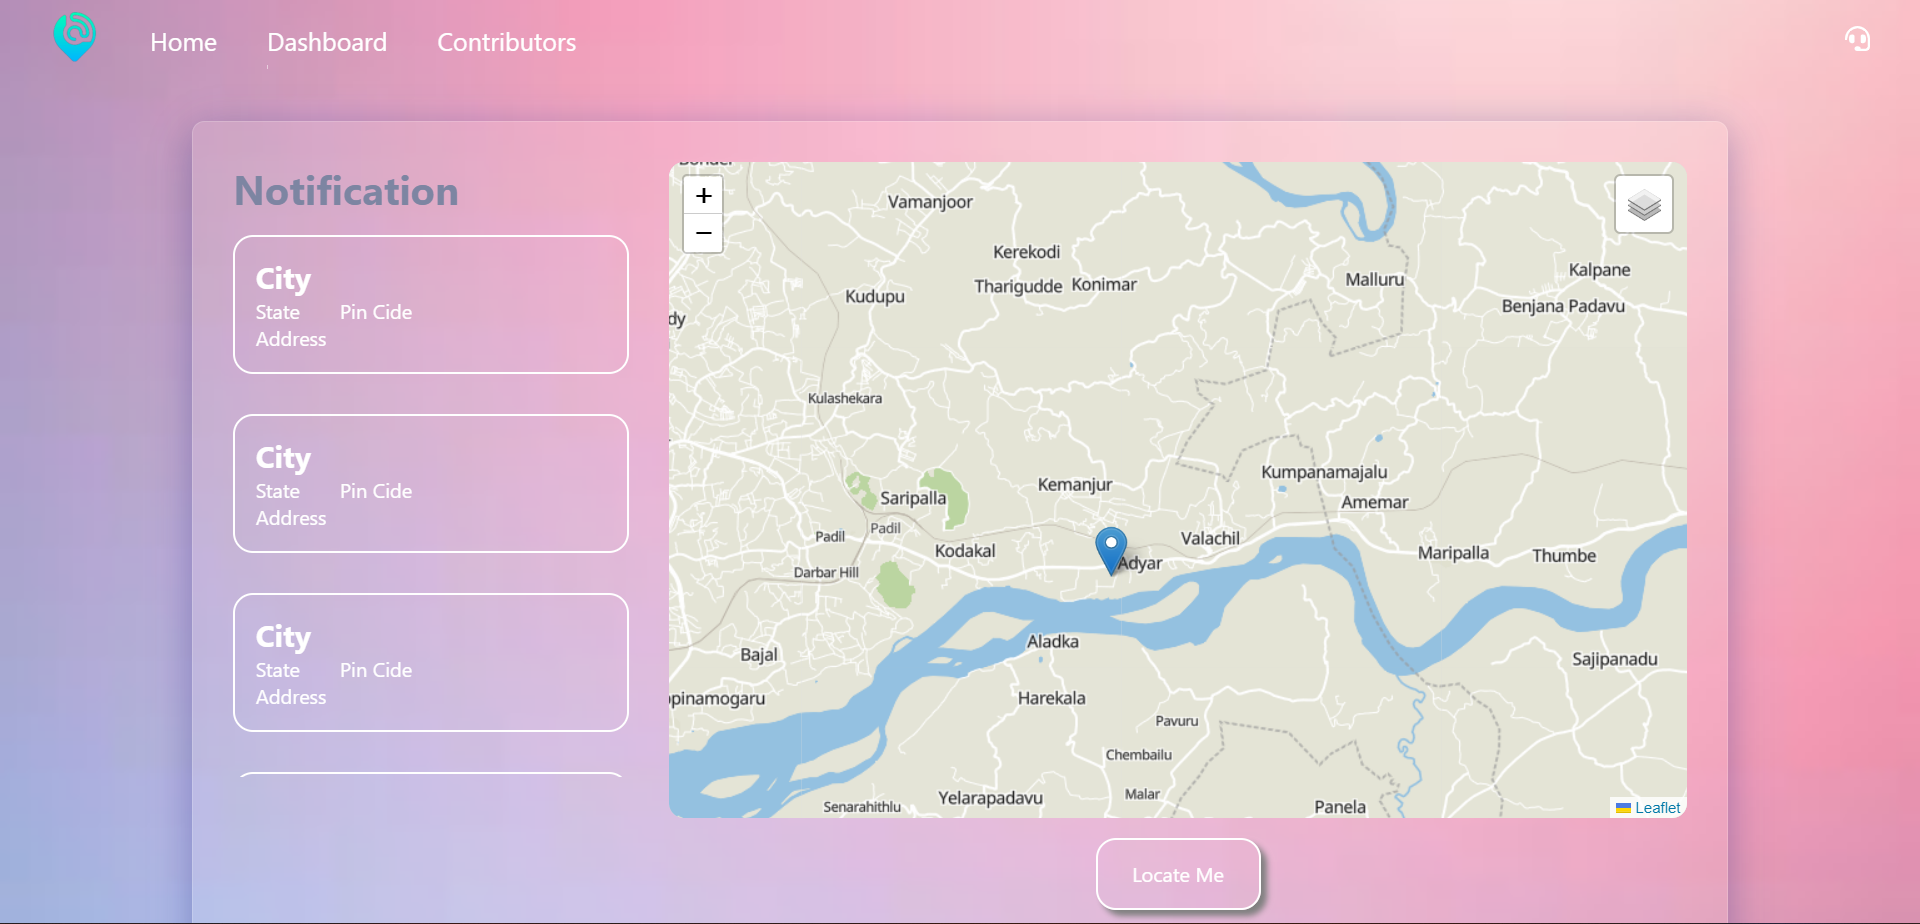 Home Dashboard Contributors
Notification
City
State Pin Cide
Address
City
State Pin Cide
Address
City
State Pin Cide
Address
+
−
Vamanjoor
Kerekodi
Kalpane
Malluru
Tharigudde Konimar
Kudupu
Benjana Padavu
dy
Kulashekara
Kumpanamajalu
Kemanjur
Saripalla
Amemar
Padil
Padil
Valachil
Kodakal
Maripalla
Thumbe
Adyar
Darbar Hill
Aladka
Bajal
Sajipanadu
pinamogaru
Harekala
Pavuru
Chembailu
Malar
Yelarapadavu
Senarahithlu
Panela
Leaflet
Locate Me